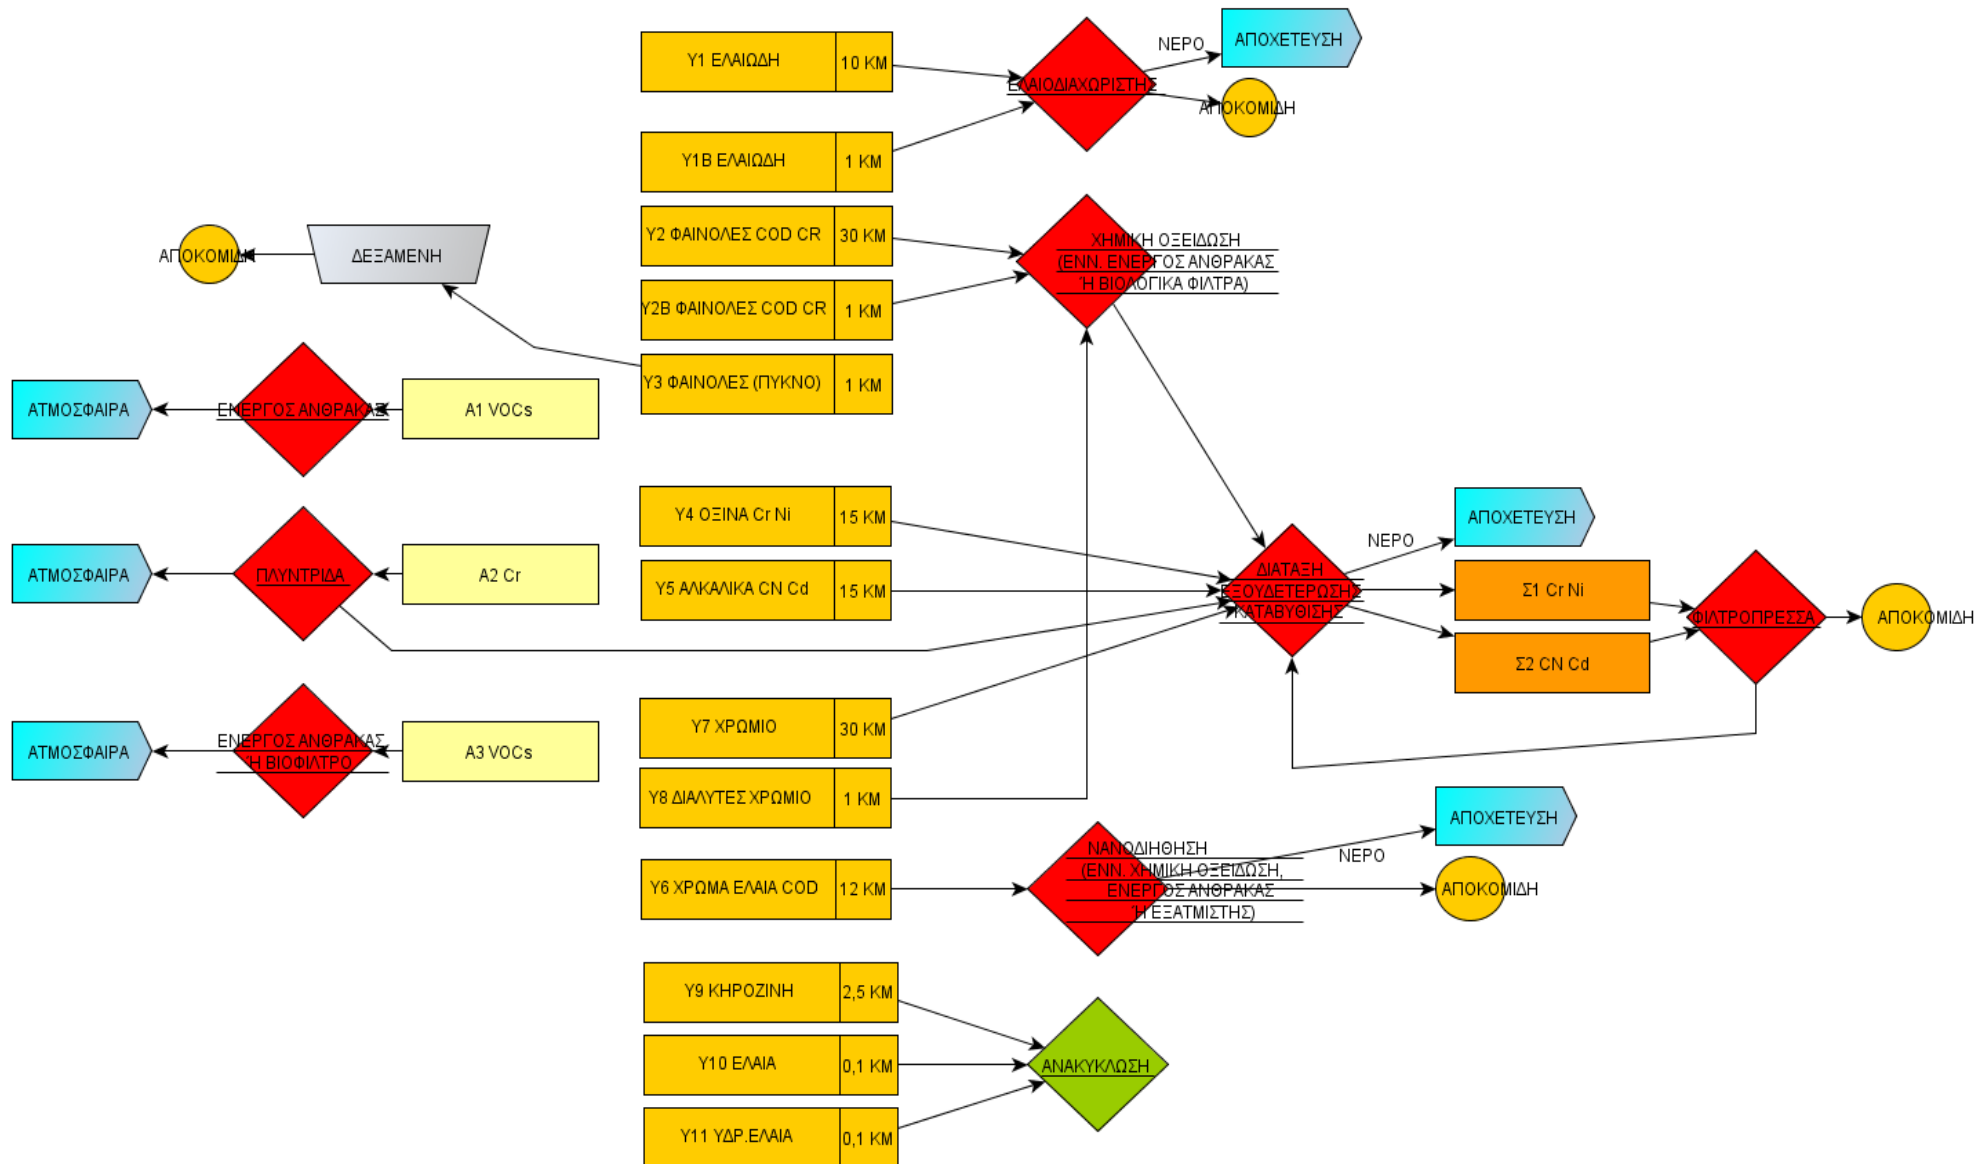 Υ1 ΕΛΑΙΩΔΗ 10 ΚΜ
ΕΛΑΙΟΔΙΑΧΩΡΙΣΤΗΣ
ΝΕΡΟ
ΑΠΟΧΕΤΕΥΣΗ
ΑΠΟΚΟΜΙΔΗ
Υ1Β ΕΛΑΙΩΔΗ 1 ΚΜ
Υ2 ΦΑΙΝΟΛΕΣ COD CR 30 ΚΜ
ΧΗΜΙΚΗ ΟΞΕΙΔΩΣΗ
(ΕΝΝ. ΕΝΕΡΓΟΣ ΑΝΘΡΑΚΑΣ
Ή ΒΙΟΛΟΓΙΚΑ ΦΙΛΤΡΑ)
ΑΠΟΚΟΜΙΔΗ
ΔΕΞΑΜΕΝΗ
Υ2Β ΦΑΙΝΟΛΕΣ COD CR 1 ΚΜ
Υ3 ΦΑΙΝΟΛΕΣ (ΠΥΚΝΟ) 1 ΚΜ
ΑΤΜΟΣΦΑΙΡΑ
ΕΝΕΡΓΟΣ ΑΝΘΡΑΚΑΣ
Α1 VOCs
Υ4 ΟΞΙΝΑ Cr Ni 15 ΚΜ
ΝΕΡΟ
ΑΠΟΧΕΤΕΥΣΗ
ΑΤΜΟΣΦΑΙΡΑ
ΠΛΥΝΤΡΙΔΑ
Α2 Cr
Υ5 ΑΛΚΑΛΙΚΑ CN Cd 15 ΚΜ
ΔΙΑΤΑΞΗ
ΕΞΟΥΔΕΤΕΡΩΣΗΣ
ΚΑΤΑΒΥΘΙΣΗΣ
Σ1 Cr Ni
Σ2 CN Cd
ΦΙΛΤΡΟΠΡΕΣΣΑ
ΑΠΟΚΟΜΙΔΗ
ΑΤΜΟΣΦΑΙΡΑ
ΕΝΕΡΓΟΣ ΑΝΘΡΑΚΑΣ
Ή ΒΙΟΦΙΛΤΡΟ
Α3 VOCs
Υ7 ΧΡΩΜΙΟ 30 ΚΜ
Υ8 ΔΙΑΛΥΤΕΣ ΧΡΩΜΙΟ 1 ΚΜ
Υ6 ΧΡΩΜΑ ΕΛΑΙΑ COD 12 ΚΜ
ΝΑΝΟΔΙΗΘΗΣΗ
(ΕΝΝ. ΧΗΜΙΚΗ ΟΞΕΙΔΩΣΗ,
ΕΝΕΡΓΟΣ ΑΝΘΡΑΚΑΣ
Ή ΕΞΑΤΜΙΣΤΗΣ)
ΝΕΡΟ
ΑΠΟΧΕΤΕΥΣΗ
ΑΠΟΚΟΜΙΔΗ
Υ9 ΚΗΡΟΖΙΝΗ 2,5 ΚΜ
Υ10 ΕΛΑΙΑ 0,1 ΚΜ
ΑΝΑΚΥΚΛΩΣΗ
Υ11 ΥΔΡ.ΕΛΑΙΑ 0,1 ΚΜ